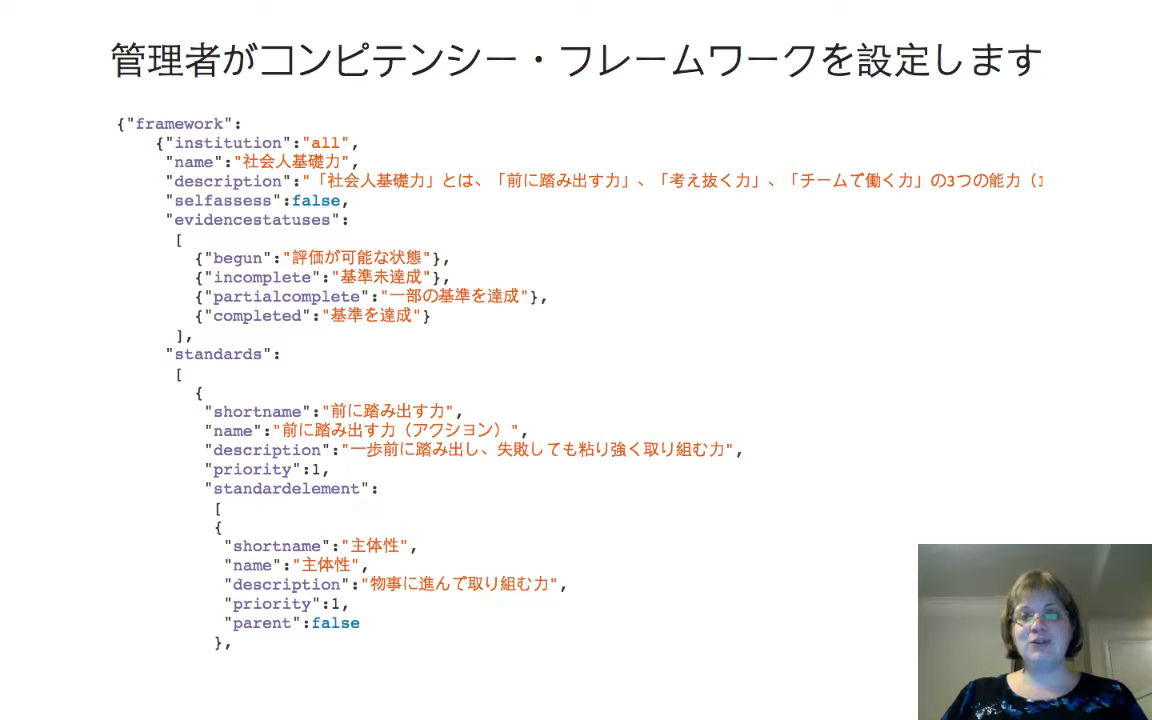 管理者がコンピテンシー・フレームワークを設定します
{"framework":
{"institution":"all",
"name":"社会人基礎力",
"description":"「社会人基礎力」とは、「前に踏み出す力」、「考え抜く力」、「チームで働く力」の3つの能力（
"selfassess":false,
"evidencestatuses":
[
{"begun":"評価が可能な状態"},
{"incomplete":"基準未達成"},
{"partialcomplete":"一部の基準を達成"},
{"completed":"基準を達成"}
],
"standards":
[
{
"shortname":"前に踏み出す力",
"name":"前に踏み出す力（アクション）",
"description":"一歩前に踏み出し、失敗しても粘り強く取り組む力",
"priority":1,
"standardelement":
[
{
"shortname":"主体性",
"name":"主体性",
"description":"物事に進んで取り組む力",
"priority":1,
"parent":false
},